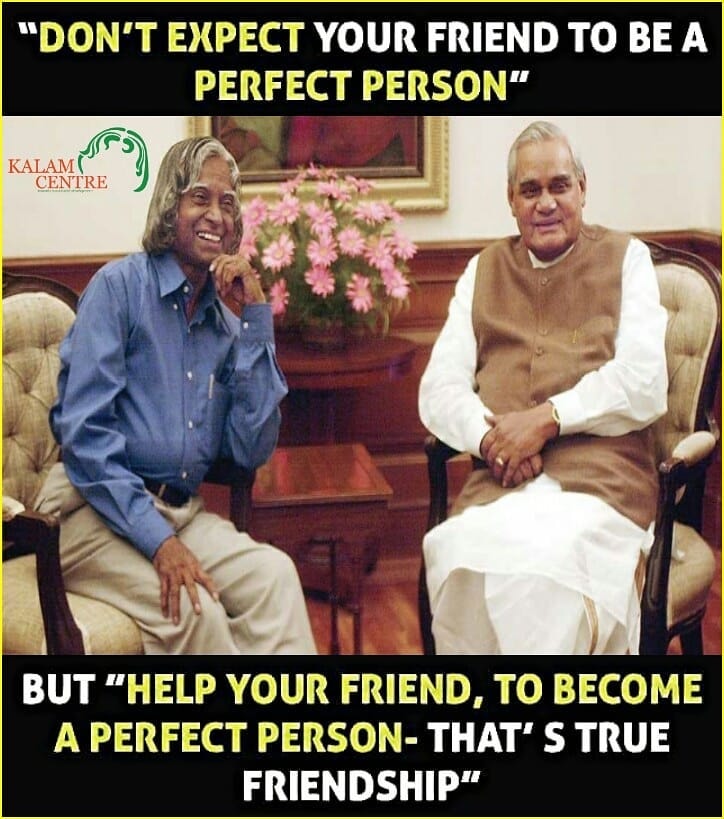 "DON'T EXPECT YOUR FRIEND TO BE A
PERFECT PERSON"
KALAM
CENTRE
BUT "HELP YOUR FRIEND, TO BECOME
A PERFECT PERSON- THAT' S TRUE
FRIENDSHIP"